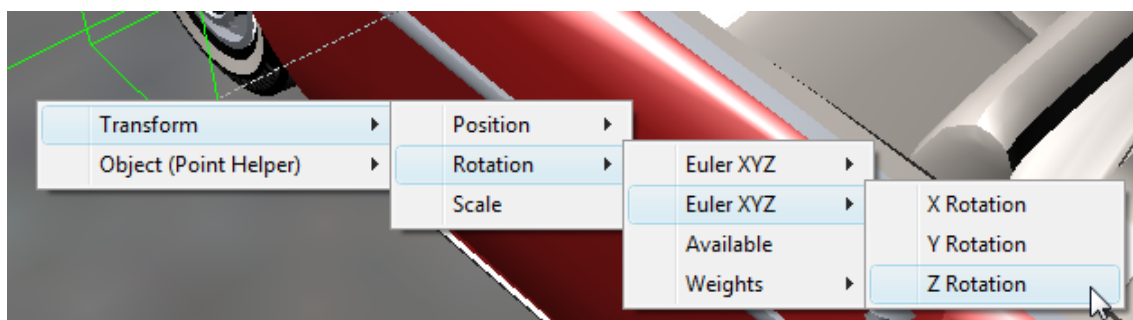 Transform
Object (Point Helper)
Position
Rotation
Scale
Euler XYZ
Euler XYZ
Available
Weights
X Rotation
Y Rotation
Z Rotation